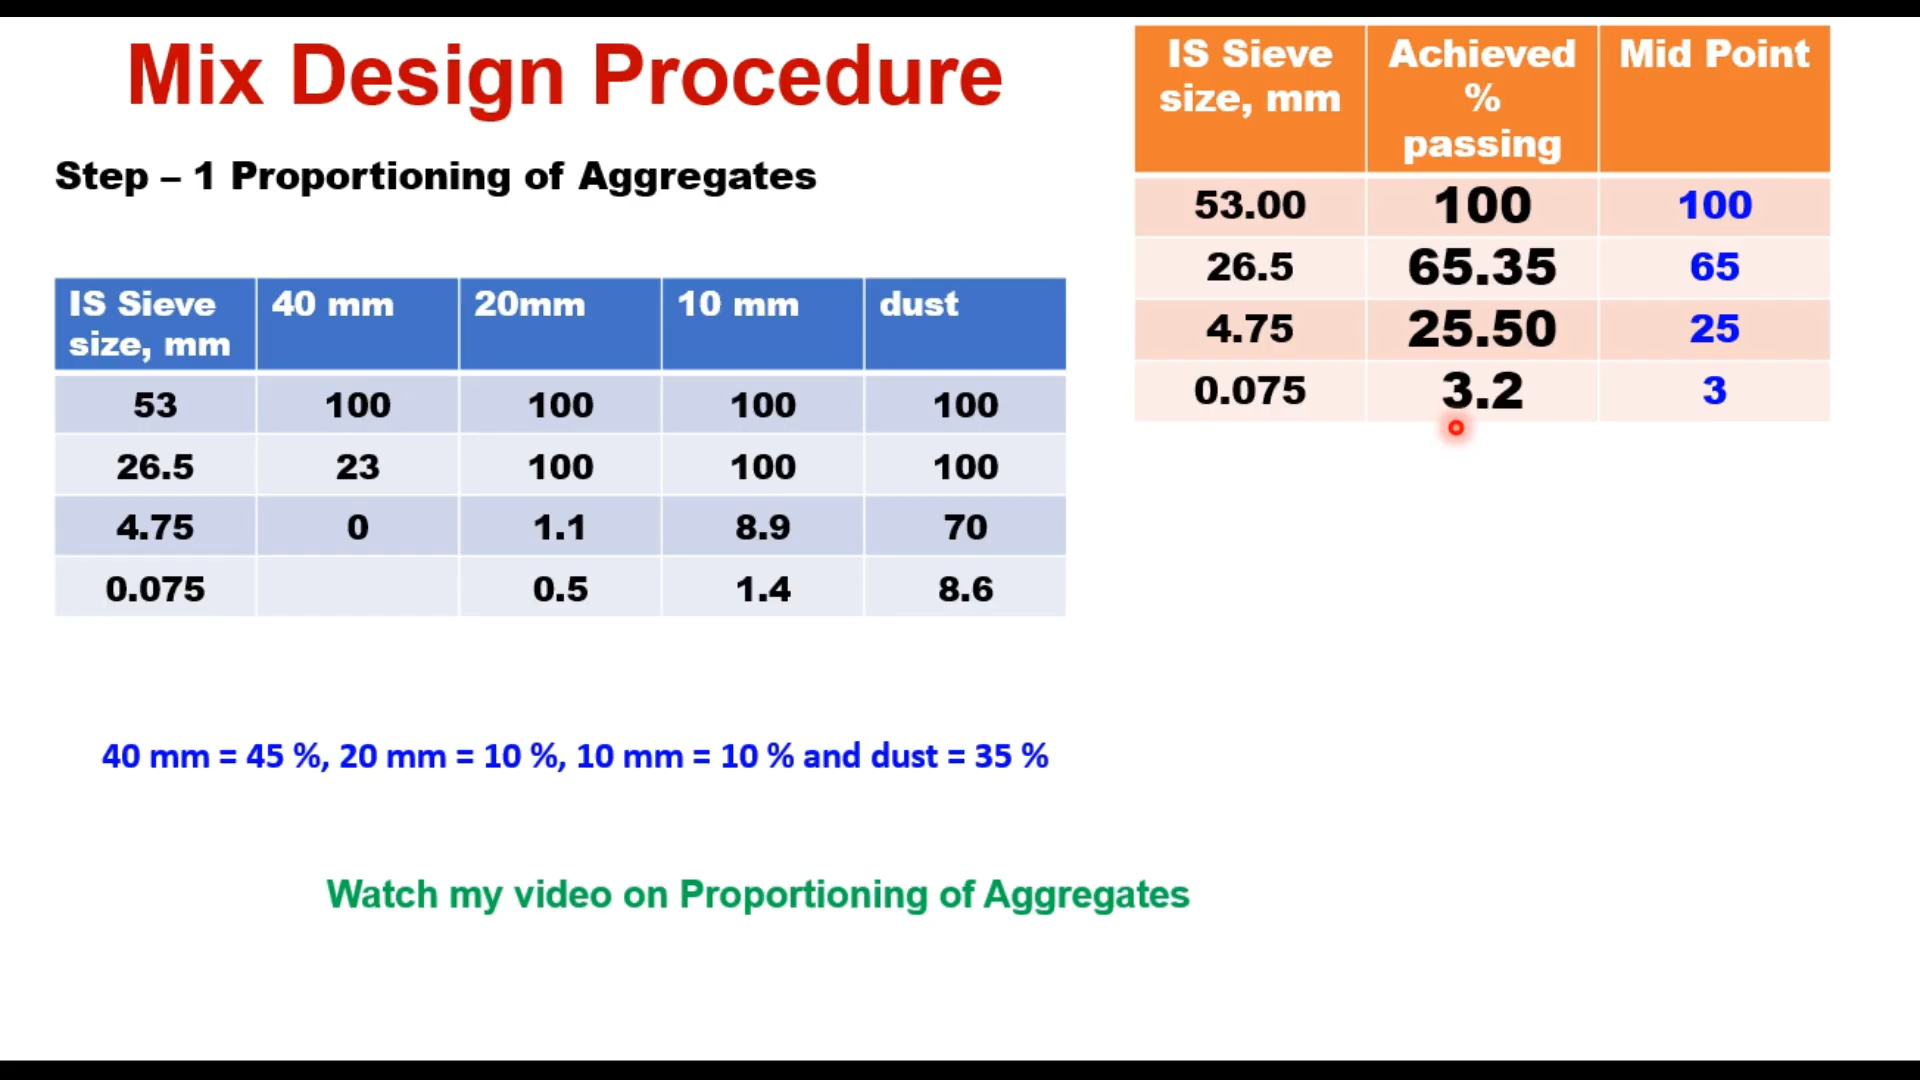 Mix Design Procedure
Step – 1 Proportioning of Aggregates
IS Sieve size, mm 40 mm 20mm 10 mm dust
53 100 100 100 100
26.5 23 100 100 100
4.75 0 1.1 8.9 70
0.075 0.5 1.4 8.6
40 mm = 45 %, 20 mm = 10 %, 10 mm = 10 % and dust = 35 %
Watch my video on Proportioning of Aggregates
IS Sieve size, mm Achieved % passing Mid Point
53.00 100 100
26.5 65.35 65
4.75 25.50 25
0.075 3.2 3